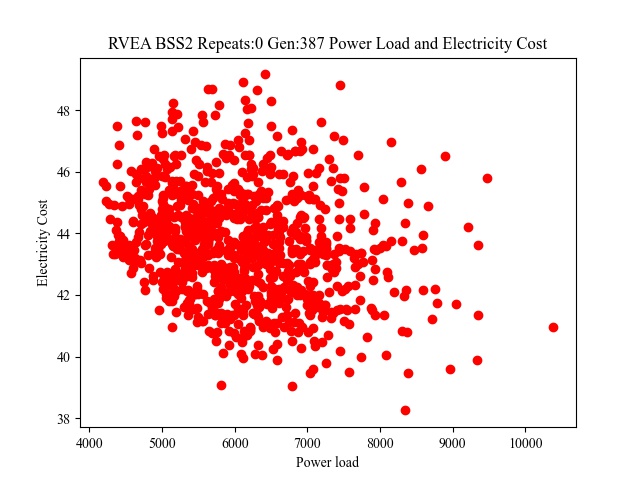 RVEA BSS2 Repeats:0 Gen:387 Power Load and Electricity Cost
48
46
44
42
40
38
Electricity Cost
4000 5000 6000 7000 8000 9000 10000
Power load